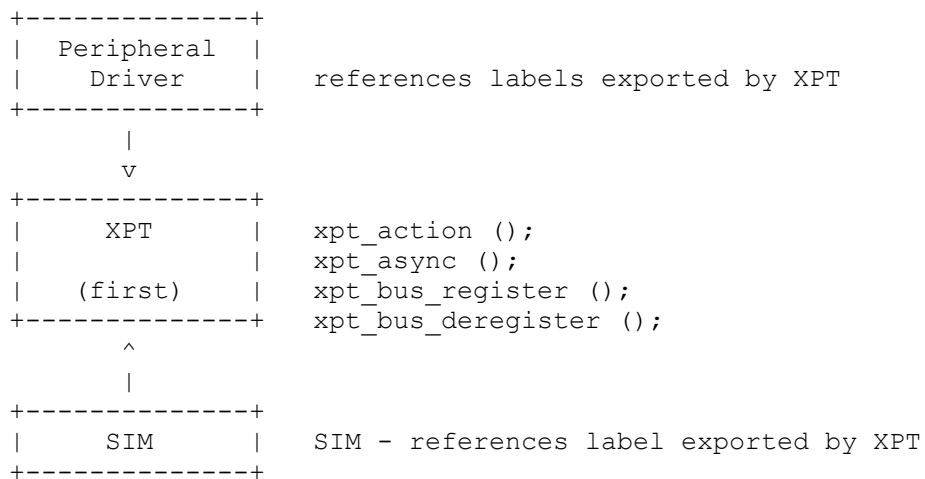 +--------------+
|  Peripheral  |
|    Driver    |   references labels exported by XPT
+--------------+
       |
       v
+--------------+
|     XPT      |   xpt_action ();
|              |   xpt_async ();
|   (first)    |   xpt_bus_register ();
+--------------+   xpt_bus_deregister ();
       ^
       |
+--------------+
|     SIM      |   SIM - references label exported by XPT
+--------------+